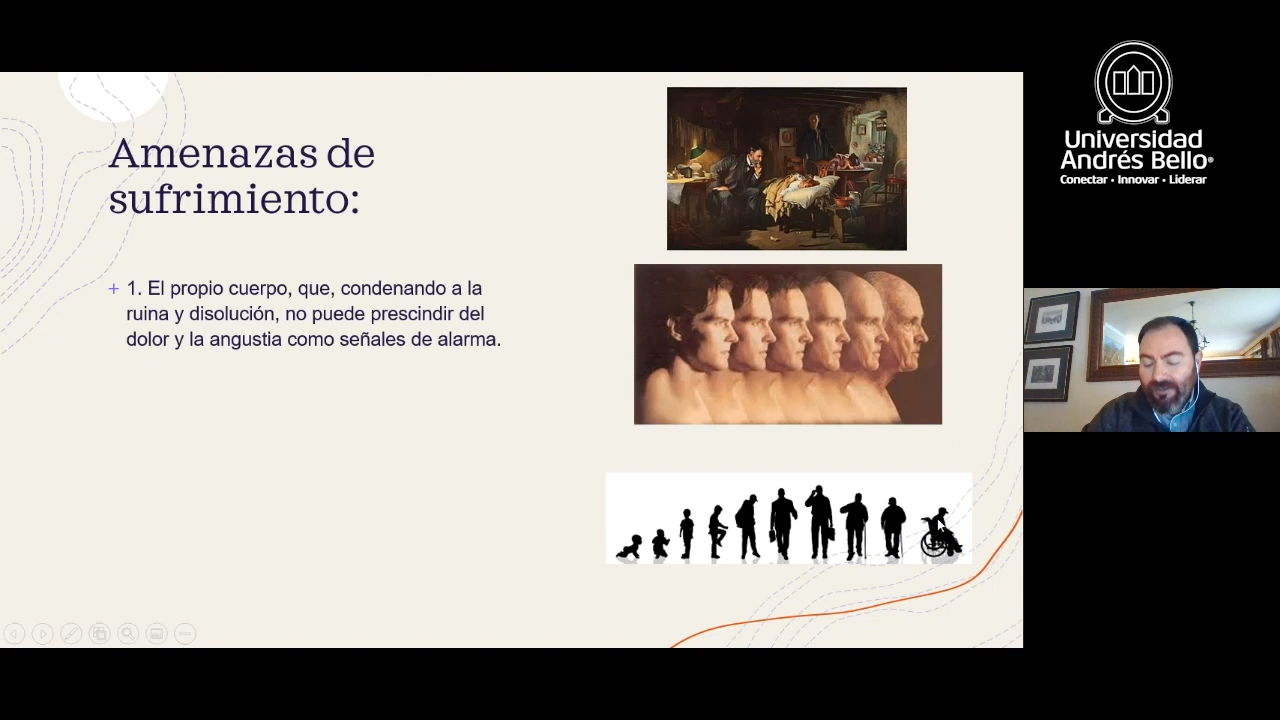 Amenazas de
sufrimiento:
+ 1. El propio cuerpo, que, condenando a la
ruina y disolución, no puede prescindir del
dolor y la angustia como señales de alarma.
Universidad
Andrés Bello®
Conectar • Innovar • Liderar